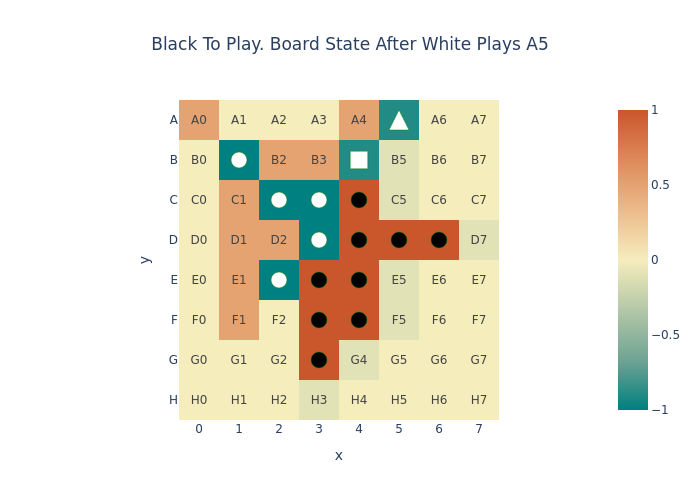 Black To Play. Board State After White Plays A5
A A0 A1 A2 A3 A4 A6 A7
B B0 B2 B3 B5 B6 B7
C C0 C1 C5 C6 C7
D D0 D1 D2 D7
E E0 E1 E5 E6 E7
F F0 F1 F2 F5 F6 F7
G G0 G1 G2 G4 G5 G6 G7
H H0 H1 H2 H3 H4 H5 H6 H7
0 1 2 3 4 5 6 7
x
y
1
0.5
0
−0.5
−1